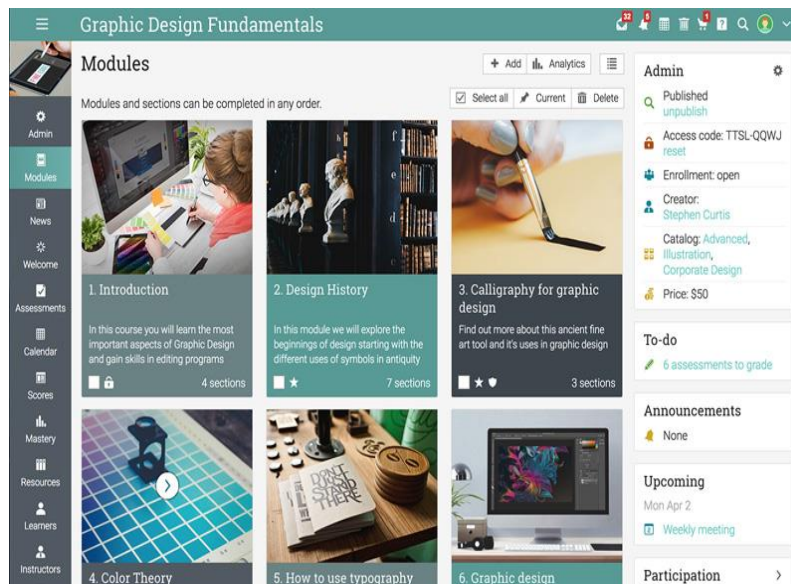 Graphic Design Fundamentals
32
5
1
Modules
+ Add
Analytics
Modules and sections can be completed in any order.
Select all
Current
Delete
Admin
Modules
News
Welcome
Assessments
Calendar
Scores
Mastery
Resources
Learners
Instructors
1. Introduction
In this course you will learn the most
important aspects of Graphic Design
and gain skills in editing programs
4 sections
f
e
d
2. Design History
In this module we will explore the
beginnings of design starting with the
different uses of symbols in antiquity
7 sections
3. Calligraphy for graphic
design
Find out more about this ancient fine
art tool and it's uses in graphic design
3 sections
4. Color Theory
DON'T
JUST
STAND
THERE
5. How to use typography
6. Graphic design
Admin
Published
unpublish
Access code: TTSL-QQWJ
reset
Enrollment: open
Creator:
Stephen Curtis
Catalog: Advanced,
Illustration,
Corporate Design
Price: $50
To-do
6 assessments to grade
Announcements
None
Upcoming
Mon Apr 2
Weekly meeting
Participation